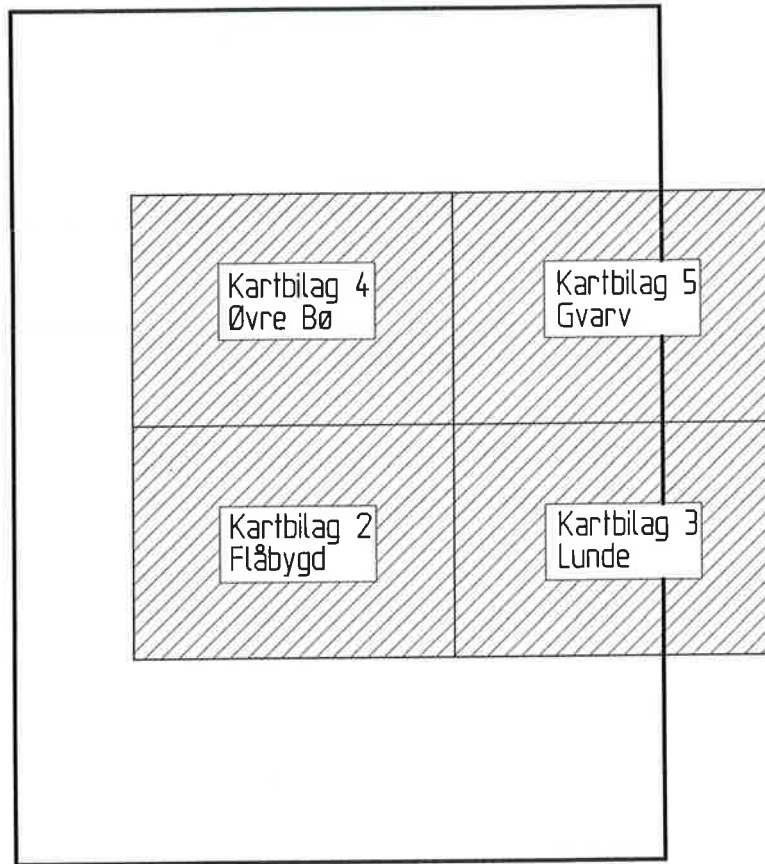 Kartbilag 4
Øvre Bø
Kartbilag 5
Gvarv
Kartbilag 2
Flåbygd
Kartbilag 3
Lunde